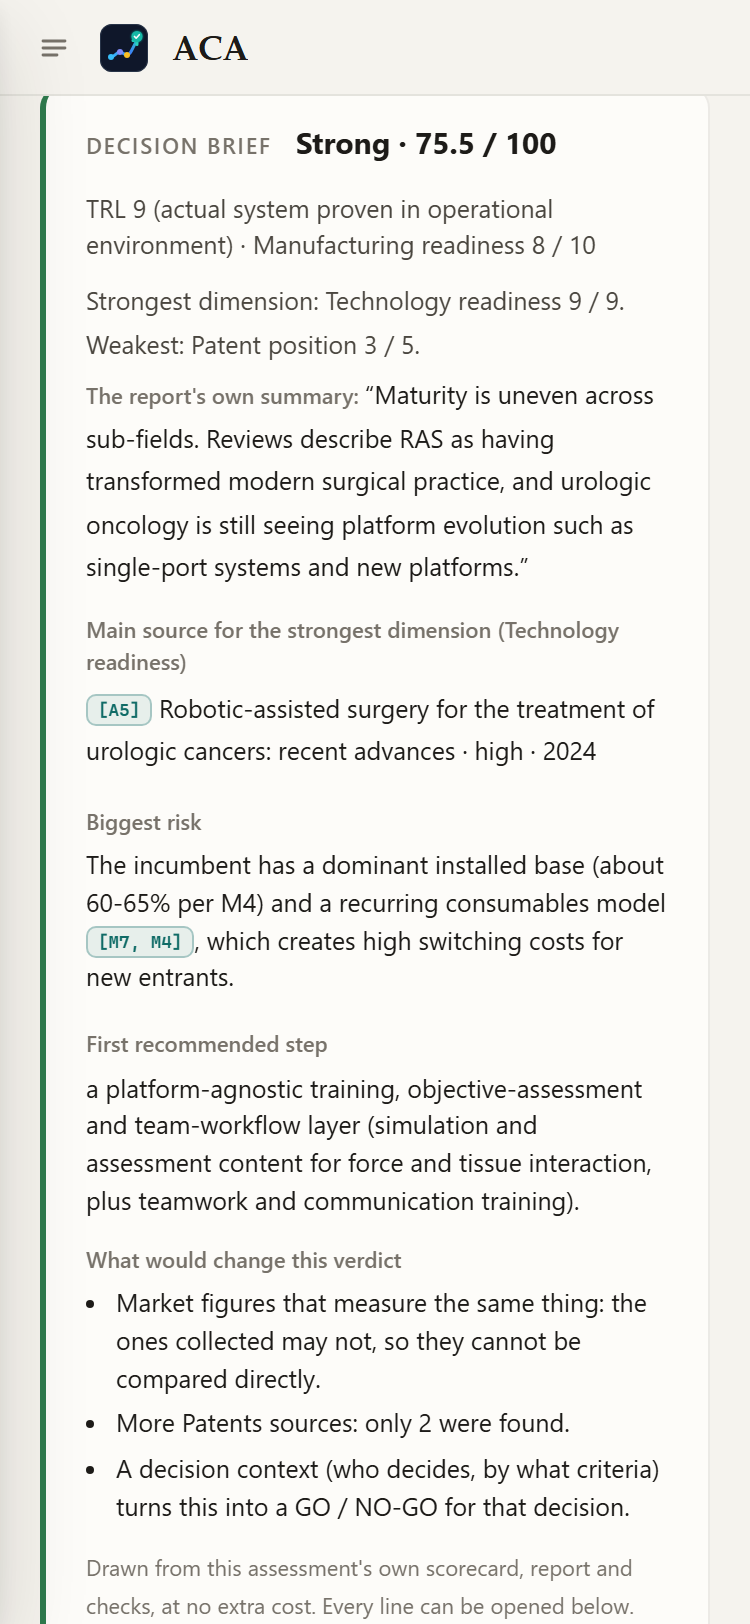 ACA
DECISION BRIEF Strong · 75.5 / 100
TRL 9 (actual system proven in operational
environment) · Manufacturing readiness 8 / 10
Strongest dimension: Technology readiness 9 / 9.
Weakest: Patent position 3 / 5.
The report's own summary: “Maturity is uneven across
sub-fields. Reviews describe RAS as having
transformed modern surgical practice, and urologic
oncology is still seeing platform evolution such as
single-port systems and new platforms.”
Main source for the strongest dimension (Technology
readiness)
[A5] Robotic-assisted surgery for the treatment of
urologic cancers: recent advances · high · 2024
Biggest risk
The incumbent has a dominant installed base (about
60-65% per M4) and a recurring consumables model
[M7, M4], which creates high switching costs for
new entrants.
First recommended step
a platform-agnostic training, objective-assessment
and team-workflow layer (simulation and
assessment content for force and tissue interaction,
plus teamwork and communication training).
What would change this verdict
• Market figures that measure the same thing: the
ones collected may not, so they cannot be
compared directly.
• More Patents sources: only 2 were found.
• A decision context (who decides, by what criteria)
turns this into a GO / NO-GO for that decision.
Drawn from this assessment's own scorecard, report and
checks, at no extra cost. Every line can be opened below.